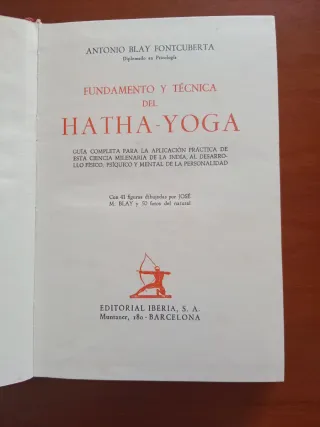 ANTONIO BLAY FONTCUBERTA
Diplomado en Psicología
FUNDAMENTO Y TÉCNICA
DEL
HATHA-YOGA
GUÍA COMPLETA PARA LA APLICACIÓN PRÁCTICA DE
ESTA CIENCIA MILENARIA DE LA INDIA, AL DESARRO-
LLO FÍSICO, PSÍQUICO Y MENTAL DE LA PERSONALIDAD
Con 41 figuras dibujadas por JOSÉ
M. BLAY y 50 fotos del natural
EDITORIAL IBERIA, S. A.
Muntaner, 180 - BARCELONA